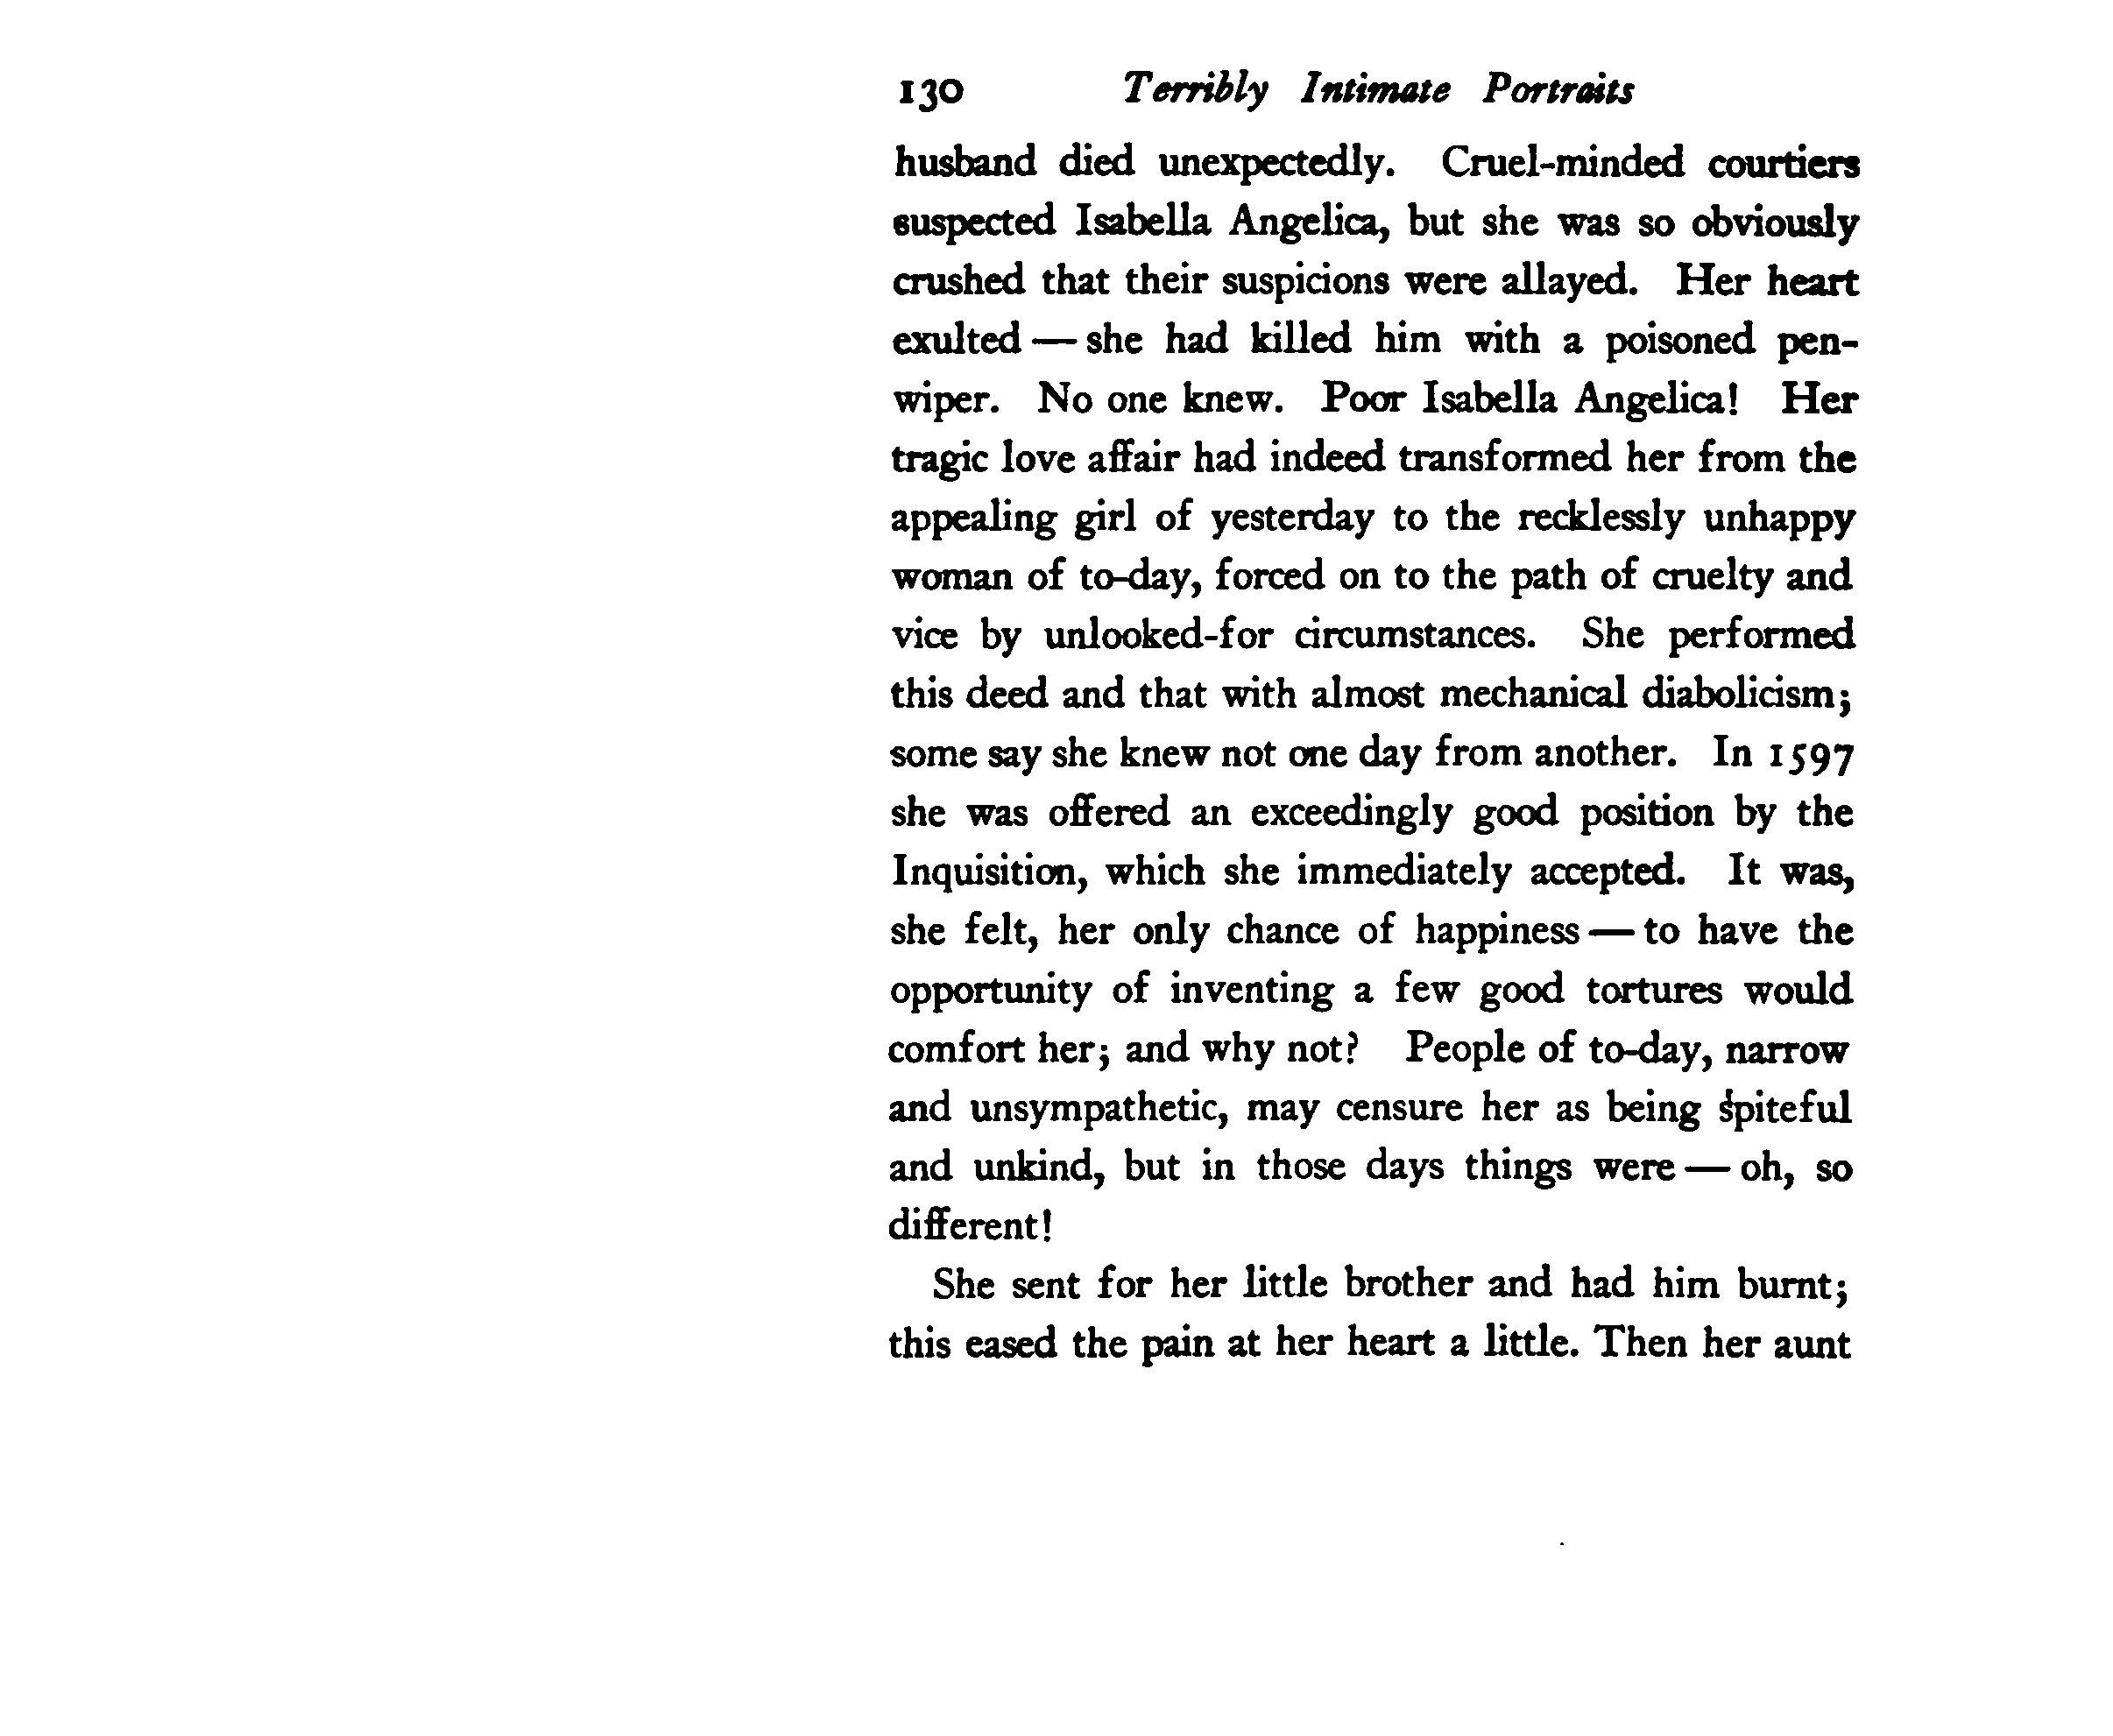 130 Terribly Intimate Portraits
husband died unexpectedly. Cruel-minded courtiers
suspected Isabella Angelica, but she was so obviously
crushed that their suspicions were allayed. Her heart
exulted — she had killed him with a poisoned pen-
wiper. No one knew. Poor Isabella Angelica! Her
tragic love affair had indeed transformed her from the
appealing girl of yesterday to the recklessly unhappy
woman of to-day, forced on to the path of cruelty and
vice by unlooked-for circumstances. She performed
this deed and that with almost mechanical diabolicism;
some say she knew not one day from another. In 1597
she was offered an exceedingly good position by the
Inquisition, which she immediately accepted. It was,
she felt, her only chance of happiness — to have the
opportunity of inventing a few good tortures would
comfort her; and why not? People of to-day, narrow
and unsympathetic, may censure her as being spiteful
and unkind, but in those days things were — oh, so
different!
She sent for her little brother and had him burnt;
this eased the pain at her heart a little. Then her aunt